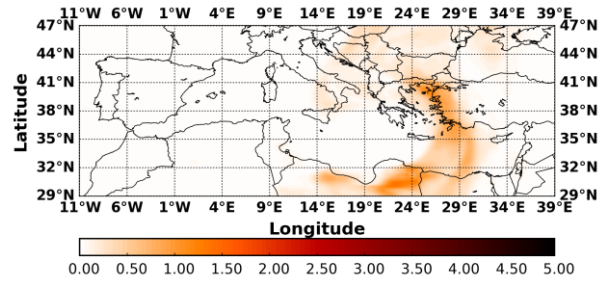 11°W 6°W 1°W 4°E 9°E 14°E 19°E 24°E 29°E 34°E 39°E
47°N 47°N
44°N 44°N
41°N 41°N
38°N 38°N
35°N 35°N
32°N 32°N
29°N 29°N
Latitude
11°W 6°W 1°W 4°E 9°E 14°E 19°E 24°E 29°E 34°E 39°E
Longitude
0.00 0.50 1.00 1.50 2.00 2.50 3.00 3.50 4.00 4.50 5.00